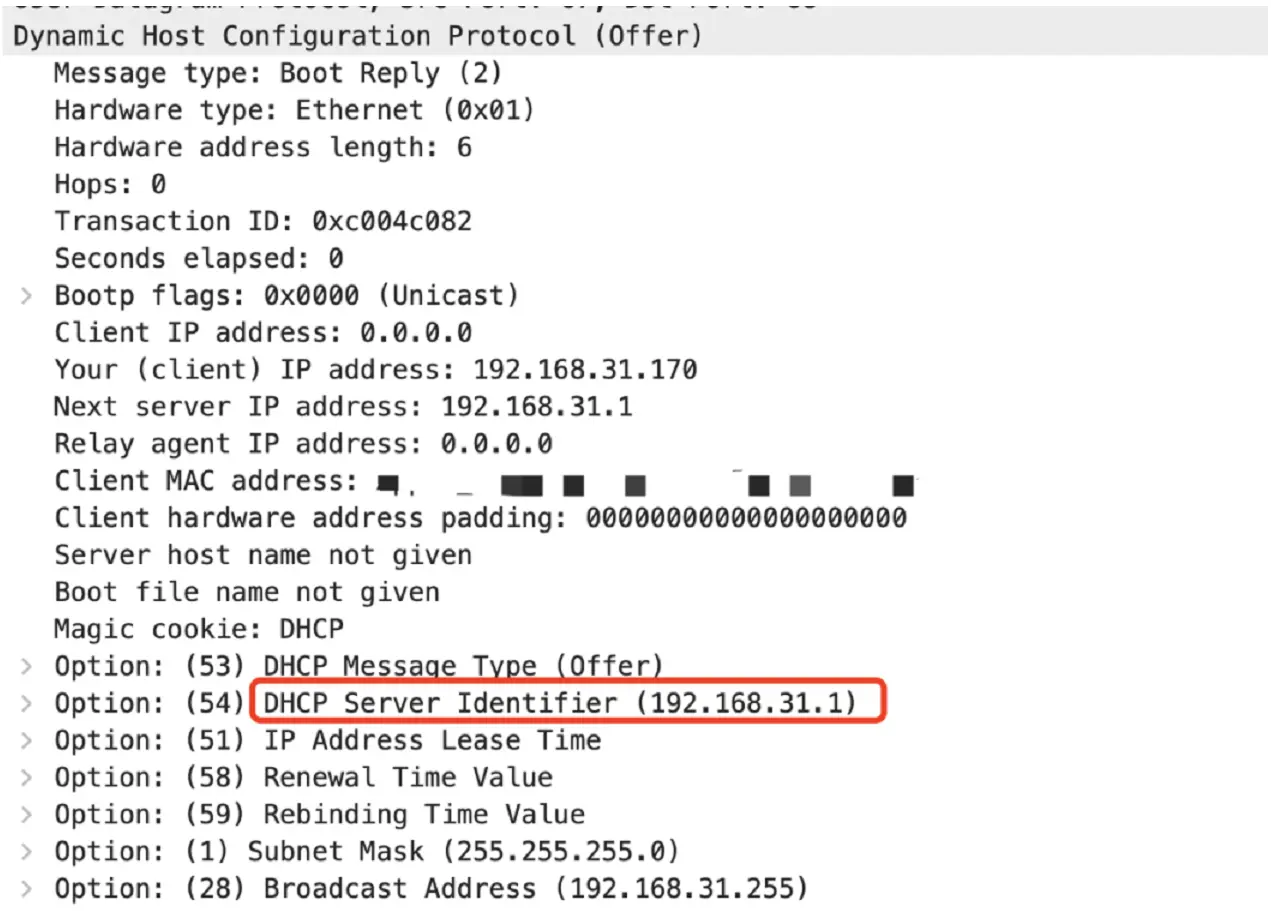 Dynamic Host Configuration Protocol (Offer)
Message type: Boot Reply (2)
Hardware type: Ethernet (0x01)
Hardware address length: 6
Hops: 0
Transaction ID: 0xc004c082
Seconds elapsed: 0
Bootp flags: 0x0000 (Unicast)
Client IP address: 0.0.0.0
Your (client) IP address: 192.168.31.170
Next server IP address: 192.168.31.1
Relay agent IP address: 0.0.0.0
Client MAC address:
Client hardware address padding: 00000000000000000000
Server host name not given
Boot file name not given
Magic cookie: DHCP
Option: (53) DHCP Message Type (Offer)
Option: (54) DHCP Server Identifier (192.168.31.1)
Option: (51) IP Address Lease Time
Option: (58) Renewal Time Value
Option: (59) Rebinding Time Value
Option: (1) Subnet Mask (255.255.255.0)
Option: (28) Broadcast Address (192.168.31.255)